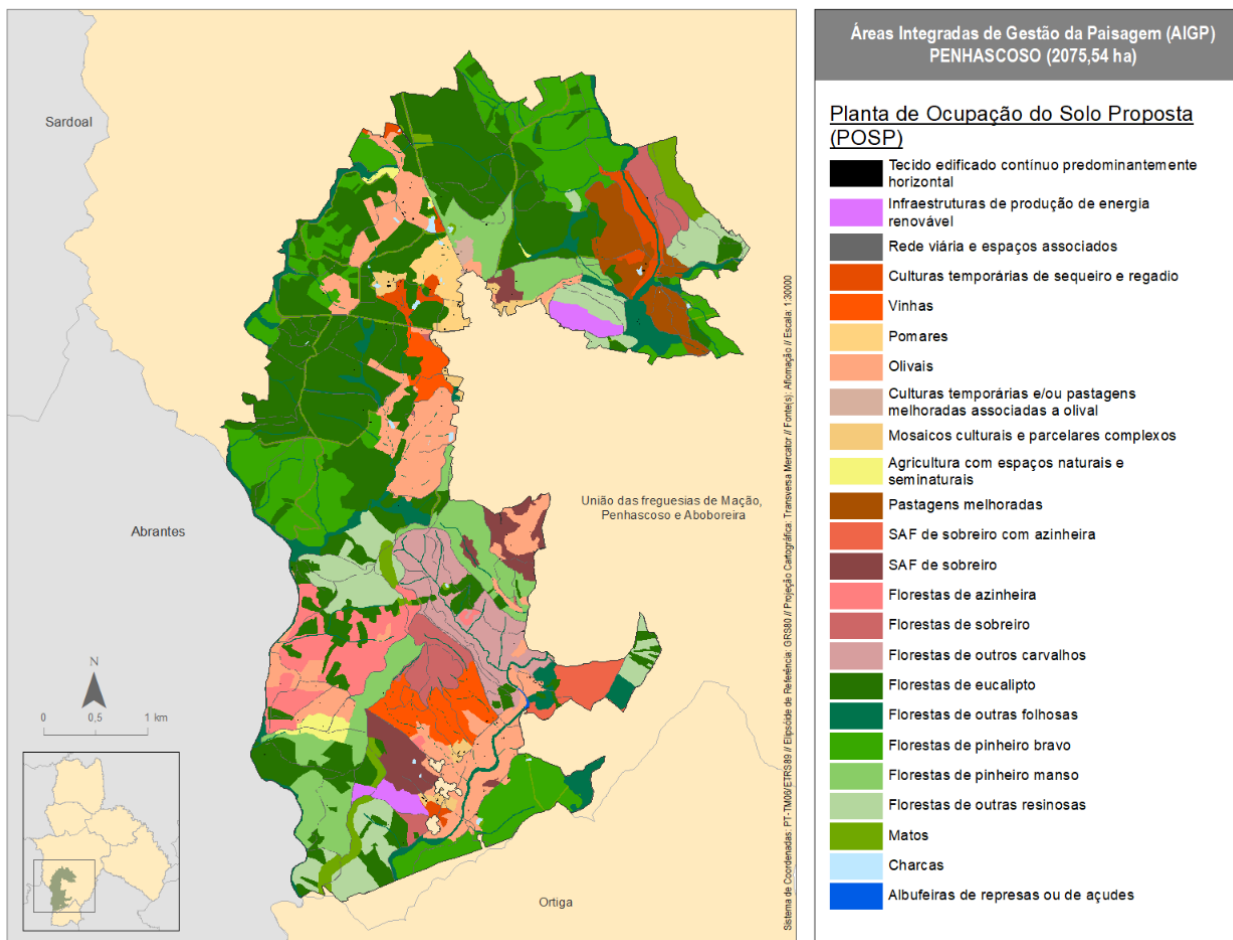 Sardoal
Abrantes
União das freguesias de Mação,
Penhascoso e Aboboreira
Ortiga
N
0 0,5 1 km
Sistema de Coordenadas: PT-TM06/ETRS89 // Elipsóide de Referência: GRS80 // Projeção Cartográfica: Transversa Mercator // Fonte(s): Aflomação // Escala: 1:30000
Áreas Integradas de Gestão da Paisagem (AIGP)
PENHASCOSO (2075,54 ha)
Planta de Ocupação do Solo Proposta
(POSP)
Tecido edificado contínuo predominantemente
horizontal
Infraestruturas de produção de energia
renovável
Rede viária e espaços associados
Culturas temporárias de sequeiro e regadio
Vinhas
Pomares
Olivais
Culturas temporárias e/ou pastagens
melhoradas associadas a olival
Mosaicos culturais e parcelares complexos
Agricultura com espaços naturais e
seminaturais
Pastagens melhoradas
SAF de sobreiro com azinheira
SAF de sobreiro
Florestas de azinheira
Florestas de sobreiro
Florestas de outros carvalhos
Florestas de eucalipto
Florestas de outras folhosas
Florestas de pinheiro bravo
Florestas de pinheiro manso
Florestas de outras resinosas
Matos
Charcas
Albufeiras de represas ou de açudes